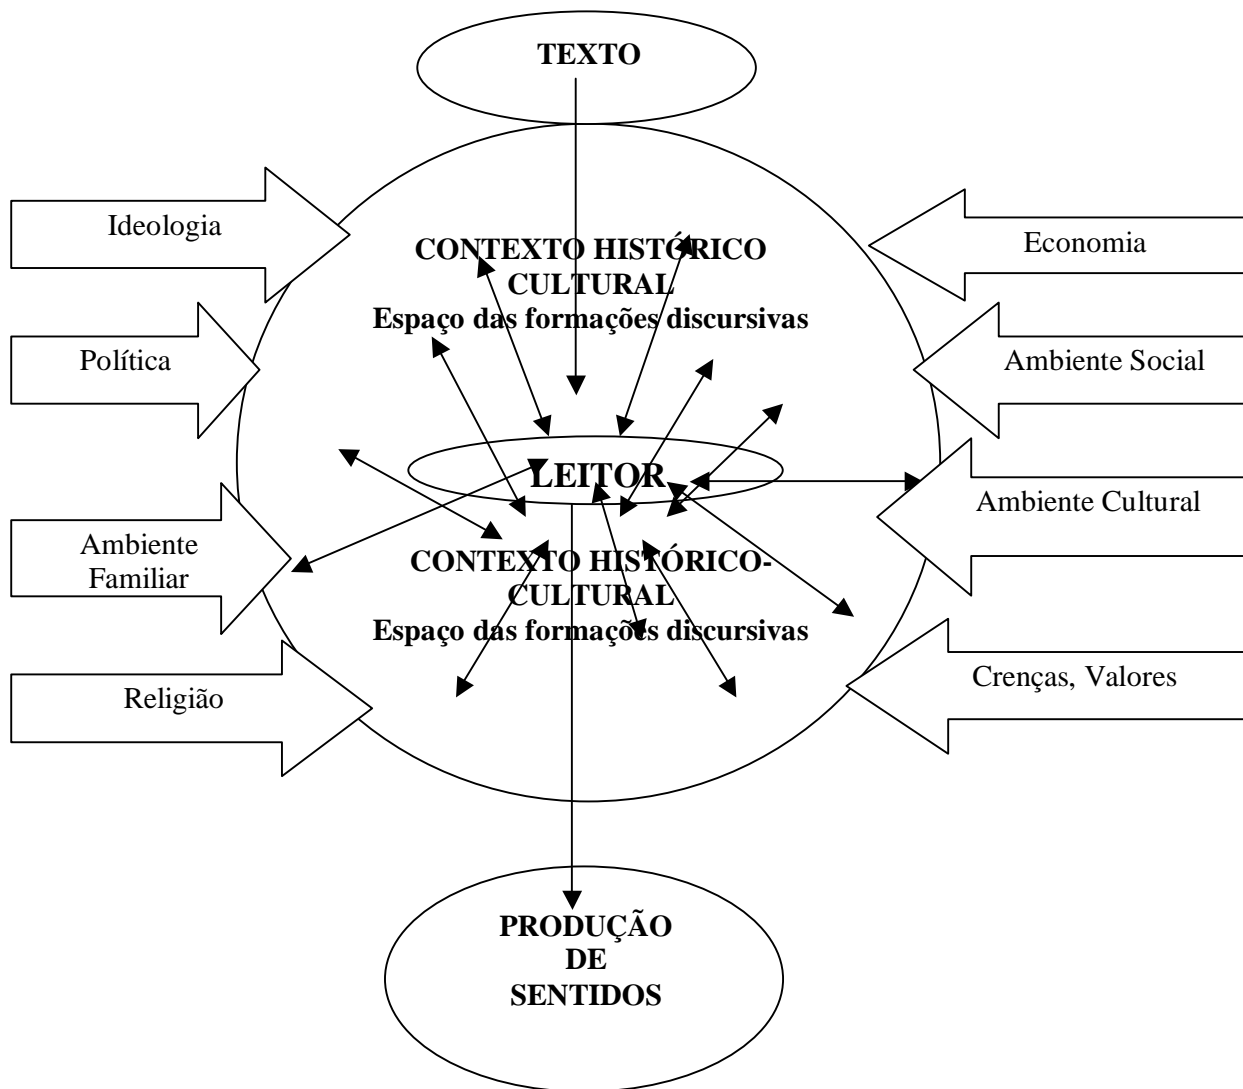 TEXTO
Ideologia
Economia
CONTEXTO HISTÓRICO
CULTURAL
Espaço das formações discursivas
Política
Ambiente Social
LEITOR
Ambiente Cultural
Ambiente
Familiar
CONTEXTO HISTÓRICO-
CULTURAL
Espaço das formações discursivas
Religião
Crenças, Valores
PRODUÇÃO
DE
SENTIDOS